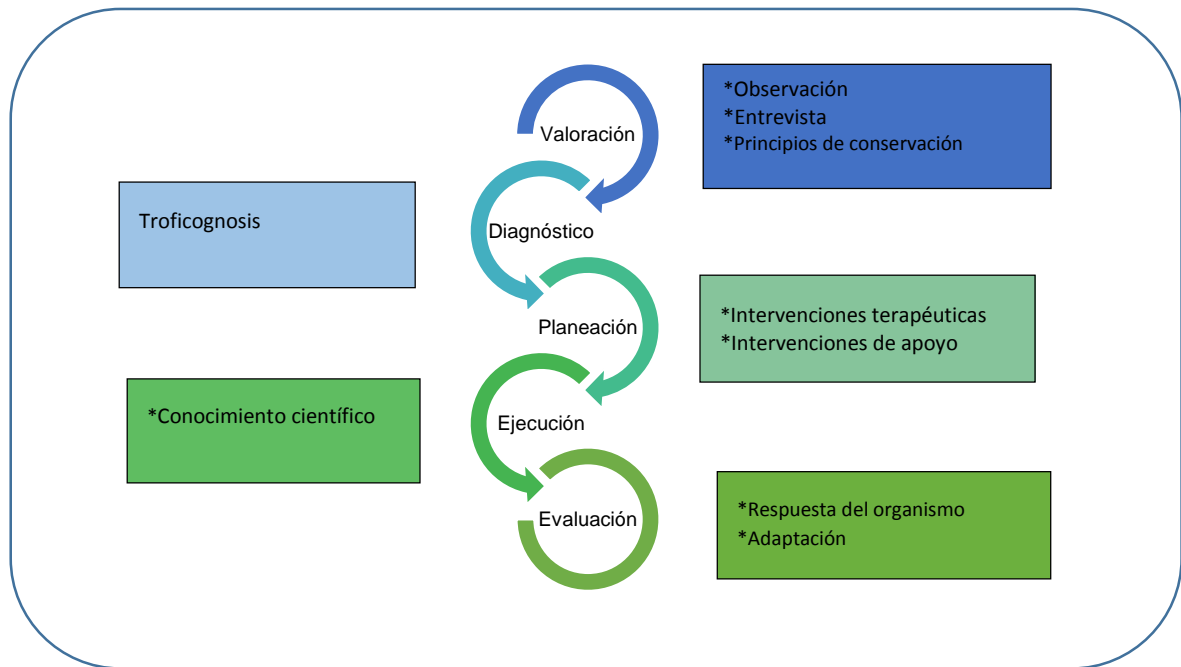 Valoración
*Observación
*Entrevista
*Principios de conservación
Troficognosis
Diagnóstico
Planeación
*Intervenciones terapéuticas
*Intervenciones de apoyo
*Conocimiento científico
Ejecución
Evaluación
*Respuesta del organismo
*Adaptación